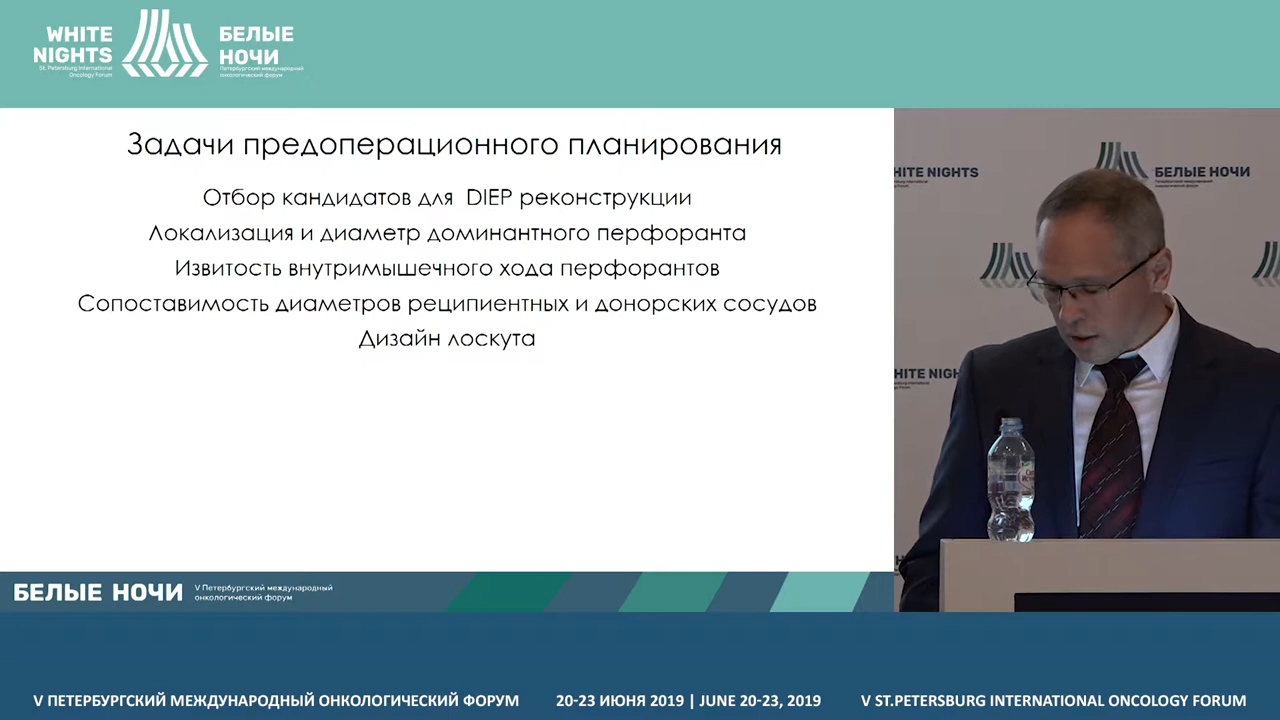 WHITE
NIGHTS
St. Petersburg International
Oncology Forum
БЕЛЫЕ
НОЧИ
Петербургский международный
онкологический форум
Задачи предоперационного планирования
Отбор кандидатов для DIEP реконструкции
Локализация и диаметр доминантного перфоранта
Извитость внутримышечного хода перфорантов
Сопоставимость диаметров реципиентных и донорских сосудов
Дизайн лоскута
HITE NIGHTS
БЕЛЫЕ НОЧИ
HITE NIGH
БЕЛЫЕ НОЧИ
V Петербургский международный
онкологический форум
V ПЕТЕРБУРГСКИЙ МЕЖДУНАРОДНЫЙ ОНКОЛОГИЧЕСКИЙ ФОРУМ
20-23 ИЮНЯ 2019 | JUNE 20-23, 2019
V ST.PETERSBURG INTERNATIONAL ONCOLOGY FORUM